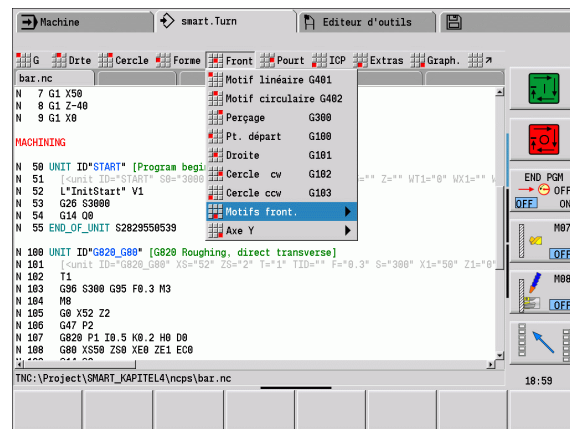 Machine
smart.Turn
Editeur d'outils
G Drte Cercle Forme Front Pourt ICP Extras Graph.
bar.nc
Motif linéaire G401
Motif circulaire G402
Perçage G300
Pt. départ G100
Droite G101
Cercle cw G102
Cercle ccw G103
Motifs front.
Axe Y
N 7 G1 X50
N 8 G1 Z-40
N 9 G1 X0
MACHINING
N 50 UNIT ID"START" [Program begi
N 51 [<unit ID="START" S0="3000 ="" Z="" WT1="8" WX1=""
N 52 L"InitStart" V1
N 53 G26 S3000
N 54 G14 Q0
N 55 END_OF_UNIT S2829550539
N 100 UNIT ID"G820_G80" [G820 Roughing, direct transverse]
N 101 [<unit ID="G820_G80" XS="52" ZS="2" T="1" TID="" F="0.3" S="300" X1="50" Z1="0"
N 102 T1
N 103 G96 S300 G95 F0.3 M3
N 104 M8
N 105 G0 X52 Z2
N 106 G47 P2
N 107 G820 P1 I0.5 K0.2 H0 D0
N 108 G80 XS50 ZS0 XE0 ZE1 EC0
TNC:\Project\SMART_KAPITEL4\ncps\bar.nc
END PGM
OFF
OFF ON
M07
OFF
M08
OFF
18:59